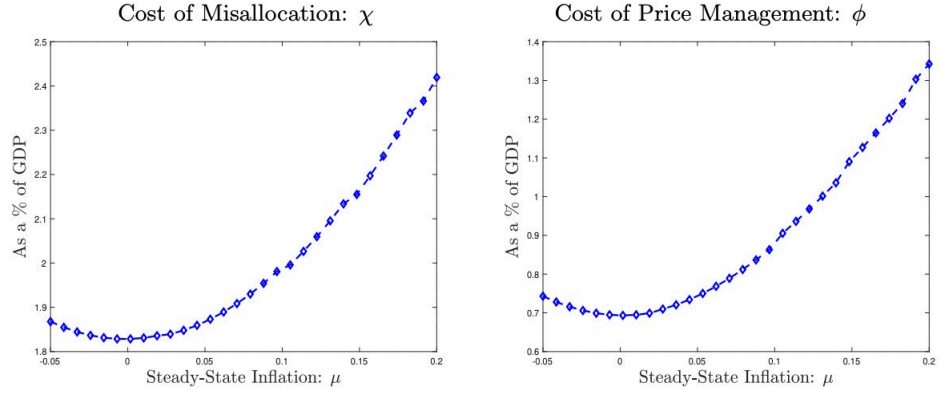 Cost of Misallocation: χ
As a % of GDP
2.5
2.4
2.3
2.2
2.1
2
1.9
1.8
-0.05 0 0.05 0.1 0.15 0.2
Steady-State Inflation: μ
Cost of Price Management: ϕ
As a % of GDP
1.4
1.3
1.2
1.1
1
0.9
0.8
0.7
0.6
-0.05 0 0.05 0.1 0.15 0.2
Steady-State Inflation: μ